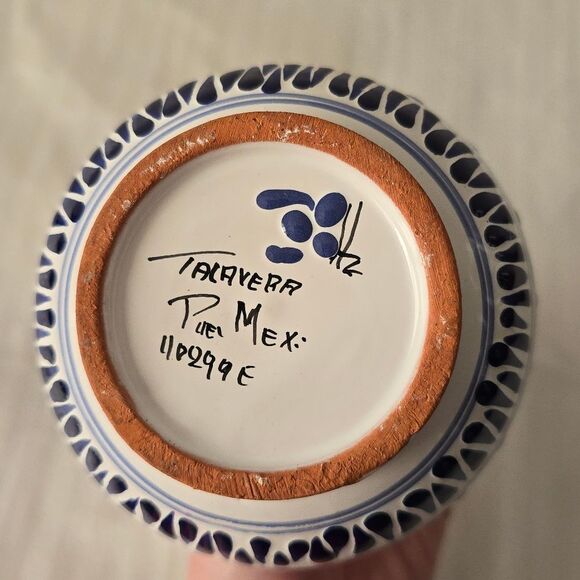 TALAVERA
Pue. Mex.
110299E